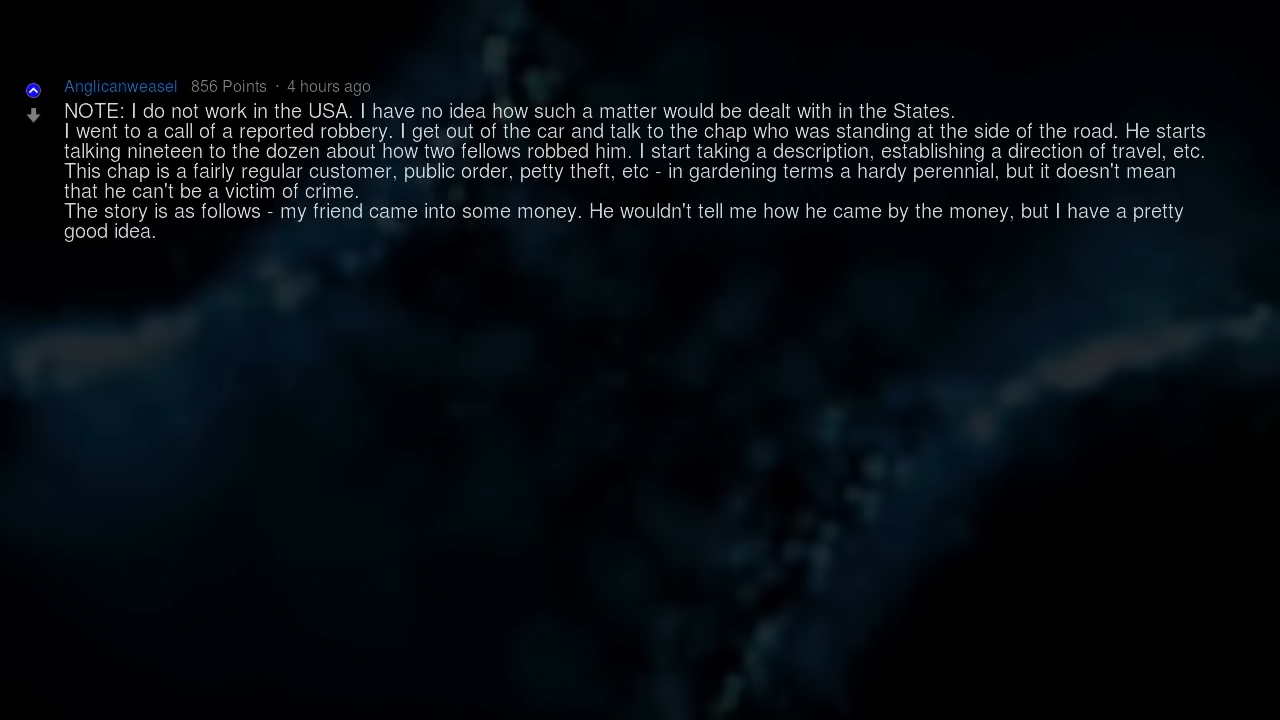 Anglicanweasel 856 Points · 4 hours ago
NOTE: I do not work in the USA. I have no idea how such a matter would be dealt with in the States.
I went to a call of a reported robbery. I get out of the car and talk to the chap who was standing at the side of the road. He starts
talking nineteen to the dozen about how two fellows robbed him. I start taking a description, establishing a direction of travel, etc.
This chap is a fairly regular customer, public order, petty theft, etc - in gardening terms a hardy perennial, but it doesn't mean
that he can't be a victim of crime.
The story is as follows - my friend came into some money. He wouldn't tell me how he came by the money, but I have a pretty
good idea.